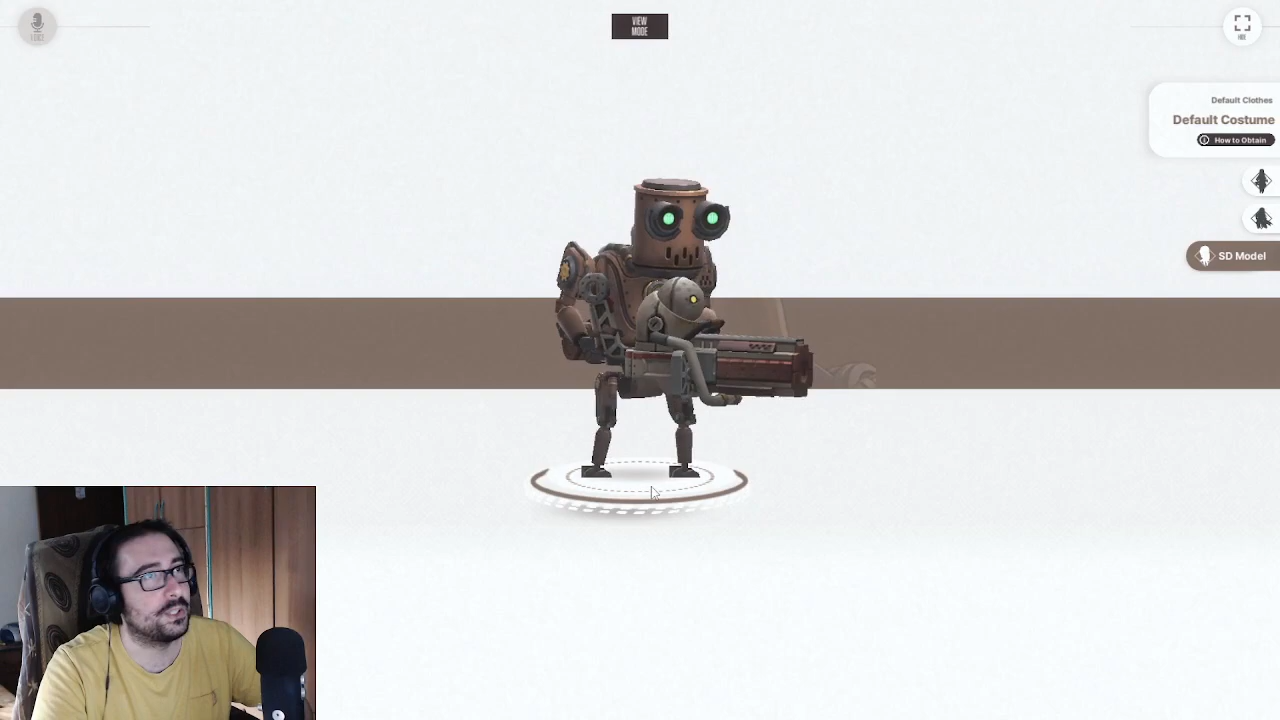 VIEW
MODE
Default Clothes
Default Costume
How to Obtain
SD Model